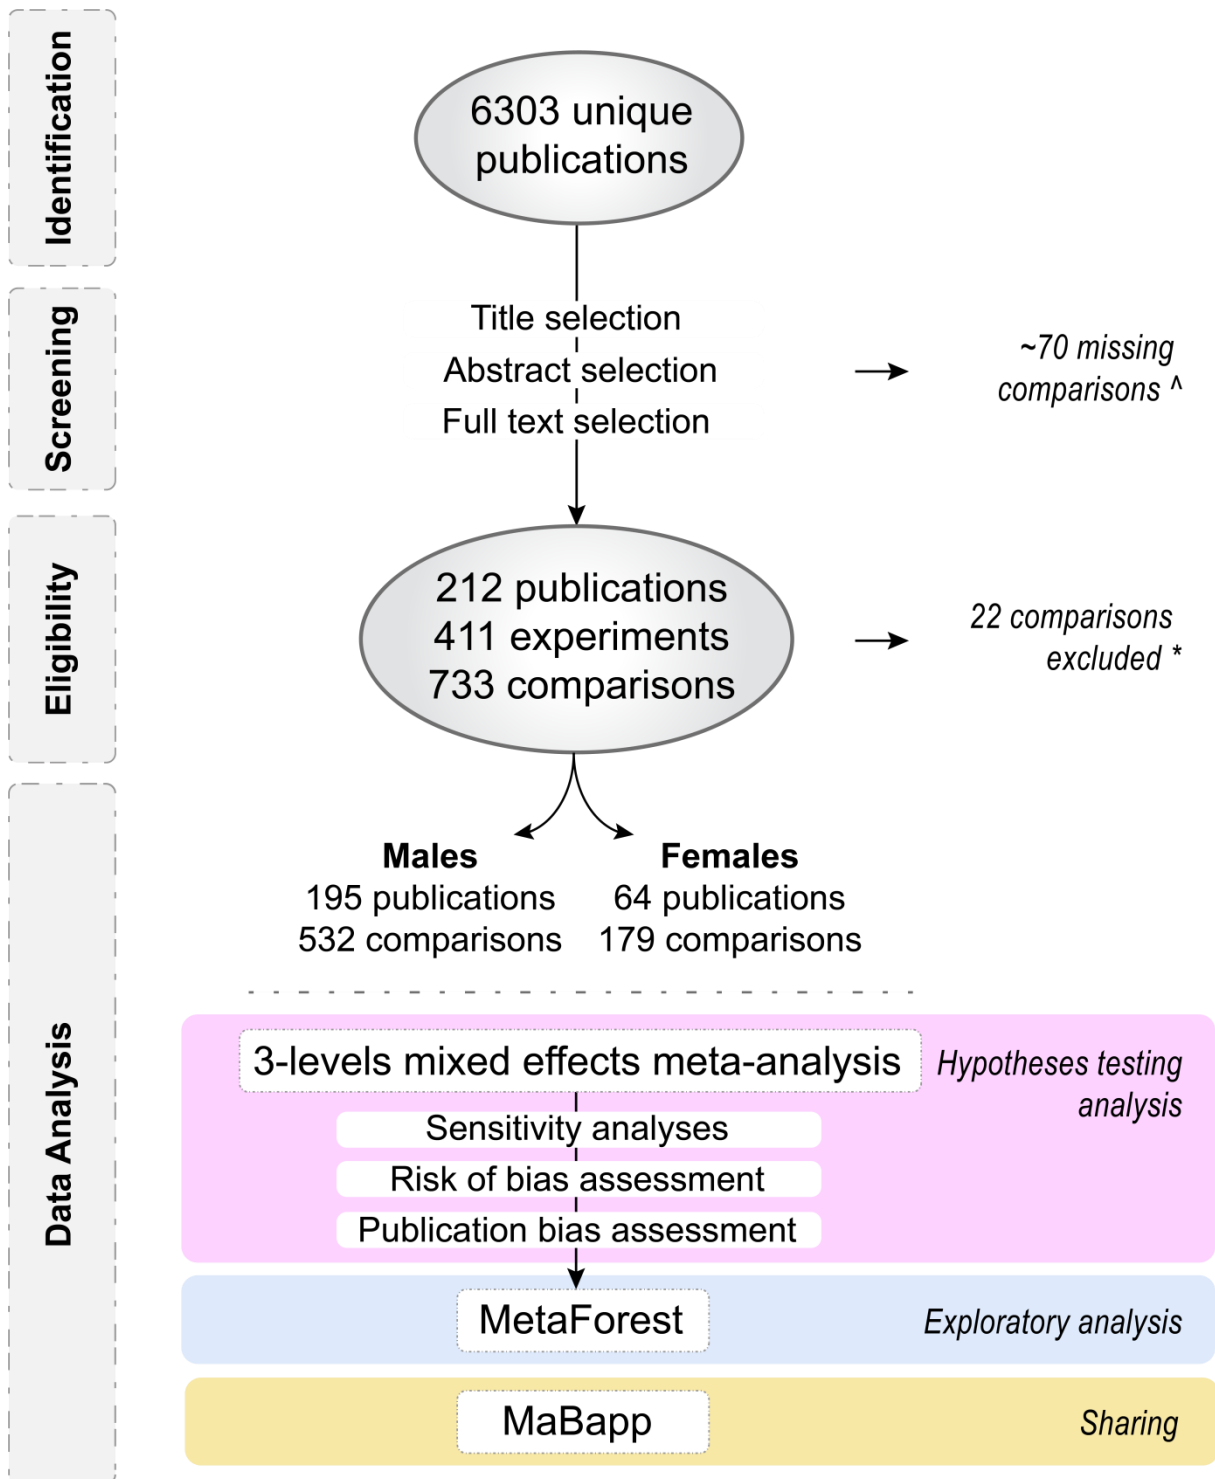 Identification
6303 unique
publications
Screening
Title selection
Abstract selection
Full text selection
~70 missing
comparisons ^
Eligibility
212 publications
411 experiments
733 comparisons
22 comparisons
excluded *
Data Analysis
Males
195 publications
532 comparisons
Females
64 publications
179 comparisons
3-levels mixed effects meta-analysis
Hypotheses testing
analysis
Sensitivity analyses
Risk of bias assessment
Publication bias assessment
MetaForest
Exploratory analysis
MaBapp
Sharing